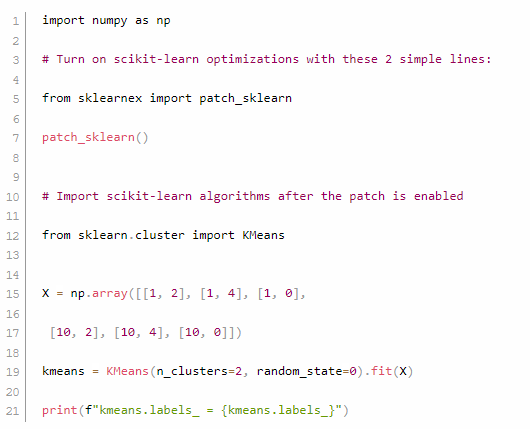 1 import numpy as np
2
3 # Turn on scikit-learn optimizations with these 2 simple lines:
4
5 from sklearnex import patch_sklearn
6
7 patch_sklearn()
8
9
10 # Import scikit-learn algorithms after the patch is enabled
11
12 from sklearn.cluster import KMeans
13
14
15 X = np.array([[1, 2], [1, 4], [1, 0],
16
17  [10, 2], [10, 4], [10, 0]])
18
19 kmeans = KMeans(n_clusters=2, random_state=0).fit(X)
20
21 print(f"kmeans.labels_ = {kmeans.labels_}")